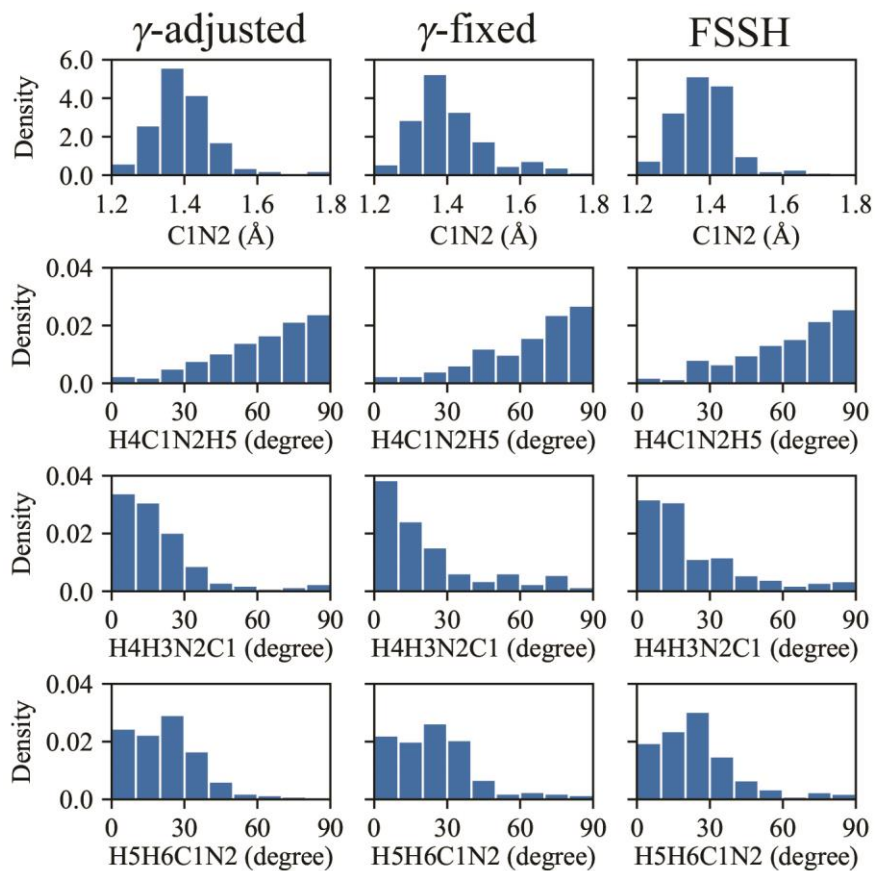 γ-adjusted γ-fixed FSSH
Density
6.0
4.0
2.0
0.0
1.2 1.4 1.6 1.8 1.2 1.4 1.6 1.8 1.2 1.4 1.6 1.8
C1N2 (Å) C1N2 (Å) C1N2 (Å)
Density
0.04
0.02
0.0
0 30 60 90 0 30 60 90 0 30 60 90
H4C1N2H5 (degree) H4C1N2H5 (degree) H4C1N2H5 (degree)
Density
0.04
0.02
0.0
0 30 60 90 0 30 60 90 0 30 60 90
H4H3N2C1 (degree) H4H3N2C1 (degree) H4H3N2C1 (degree)
Density
0.04
0.02
0.0
0 30 60 90 0 30 60 90 0 30 60 90
H5H6C1N2 (degree) H5H6C1N2 (degree) H5H6C1N2 (degree)